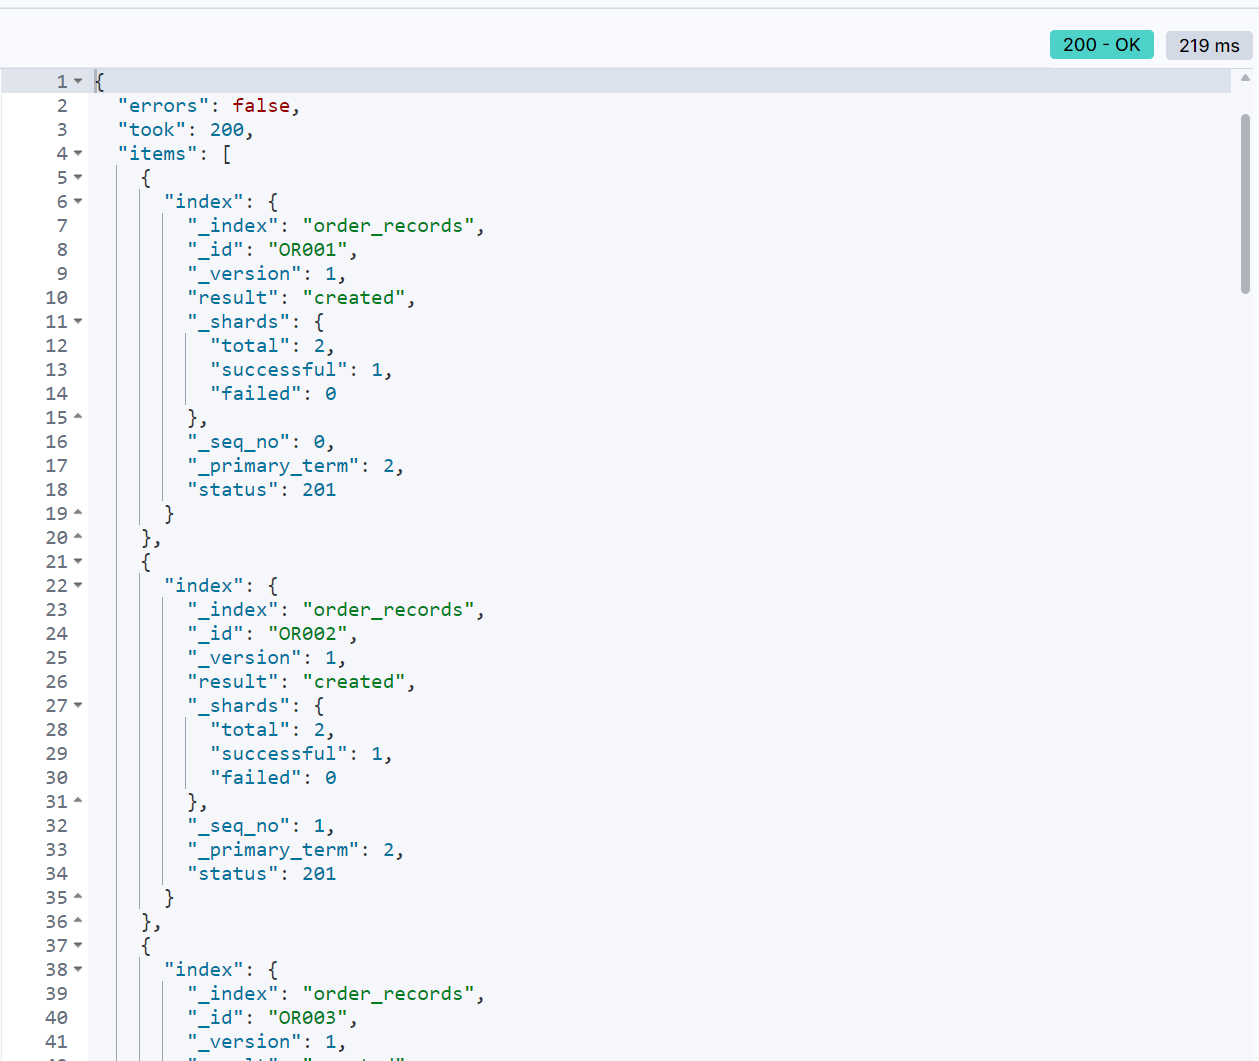 200 - OK 219 ms
1 {
2 "errors": false,
3 "took": 200,
4 "items": [
5 {
6 "index": {
7 "_index": "order_records",
8 "_id": "OR001",
9 "_version": 1,
10 "result": "created",
11 "_shards": {
12 "total": 2,
13 "successful": 1,
14 "failed": 0
15 },
16 "_seq_no": 0,
17 "_primary_term": 2,
18 "status": 201
19 }
20 },
21 {
22 "index": {
23 "_index": "order_records",
24 "_id": "OR002",
25 "_version": 1,
26 "result": "created",
27 "_shards": {
28 "total": 2,
29 "successful": 1,
30 "failed": 0
31 },
32 "_seq_no": 1,
33 "_primary_term": 2,
34 "status": 201
35 }
36 },
37 {
38 "index": {
39 "_index": "order_records",
40 "_id": "OR003",
41 "_version": 1,